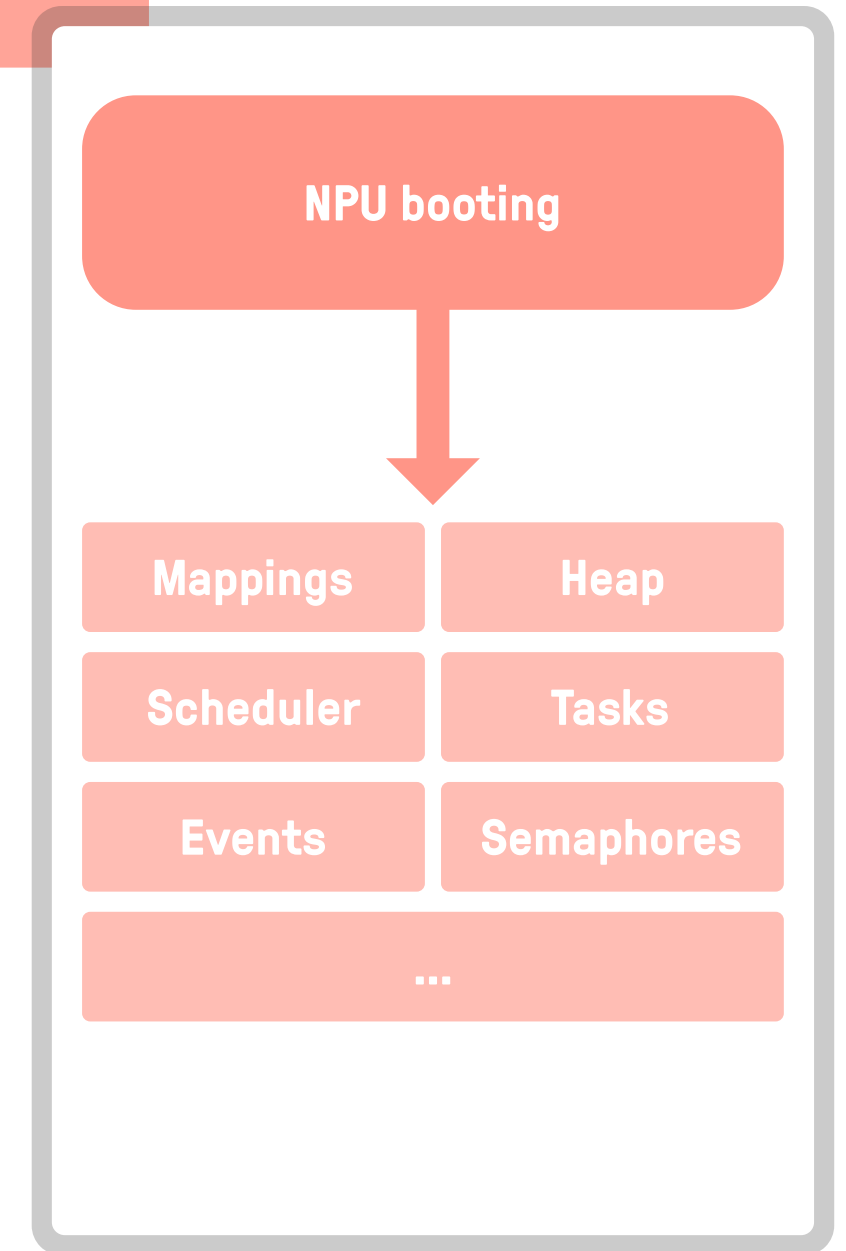 NPU booting
Mappings
Heap
Scheduler
Tasks
Events
Semaphores
...